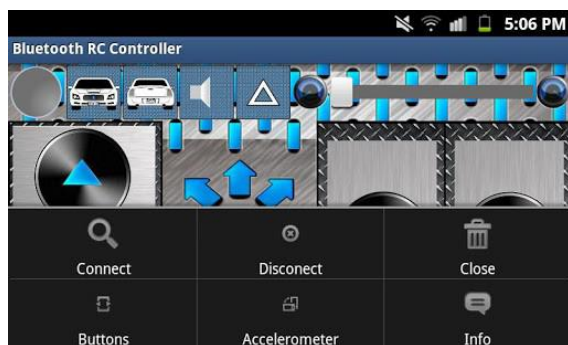 5:06 PM
Bluetooth RC Controller
Connect Disconect Close
Buttons Accelerometer Info